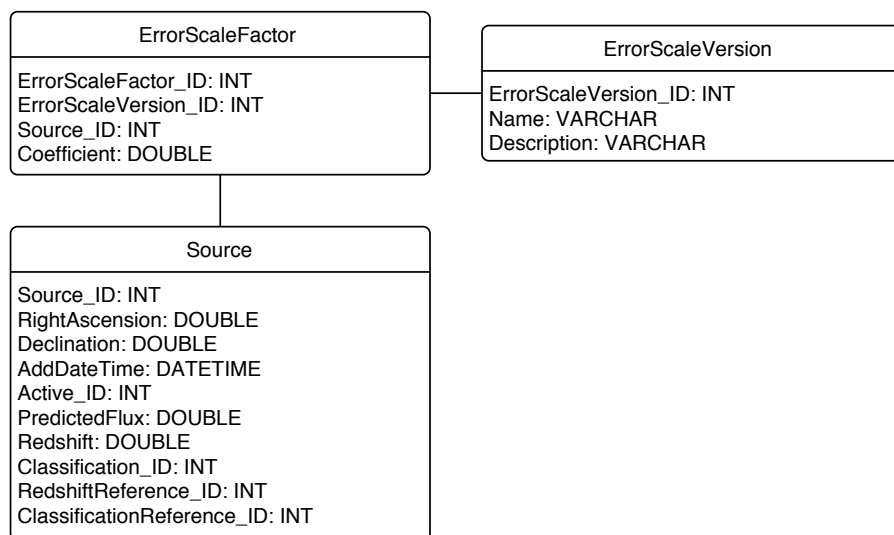 ErrorScaleFactor
ErrorScaleFactor_ID: INT
ErrorScaleVersion_ID: INT
Source_ID: INT
Coefficient: DOUBLE
ErrorScaleVersion
ErrorScaleVersion_ID: INT
Name: VARCHAR
Description: VARCHAR
Source
Source_ID: INT
RightAscension: DOUBLE
Declination: DOUBLE
AddDateTime: DATETIME
Active_ID: INT
PredictedFlux: DOUBLE
Redshift: DOUBLE
Classification_ID: INT
RedshiftReference_ID: INT
ClassificationReference_ID: INT